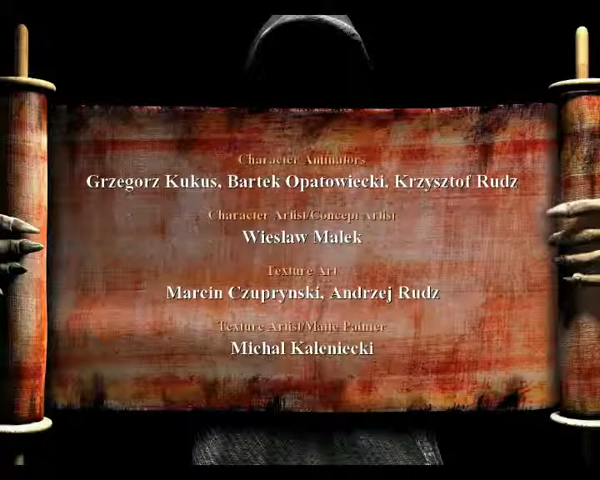 Character Animators
Grzegorz Kukus, Bartek Opatowiecki, Krzysztof Rudz
Character Artist/Concept Artist
Wieslaw Malek
Texture Art
Marcin Czuprynski, Andrzej Rudz
Texture Artist/Matte Painter
Michal Kaleniecki